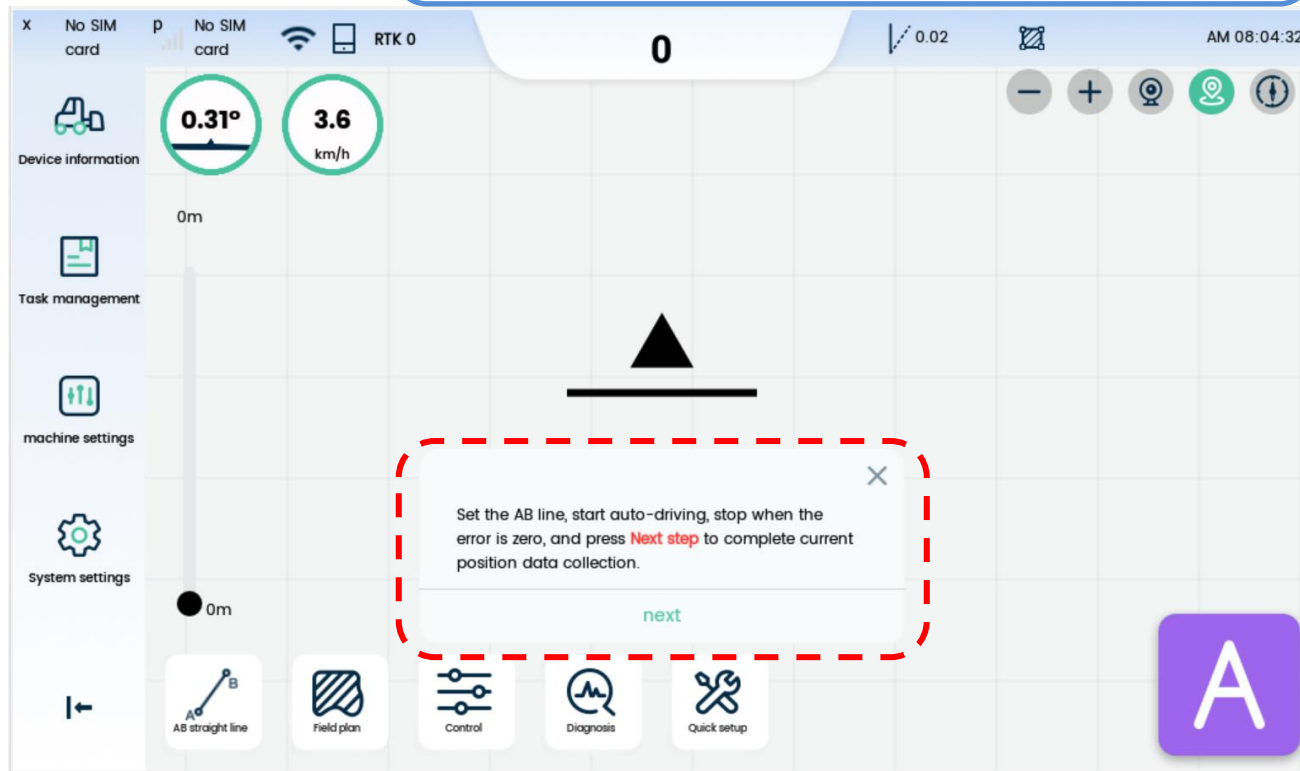 x No SIM card
P No SIM card
RTK 0
0
0.02
AM 08:04:32
Device information
0.31°
3.6
km/h
0m
Task management
machine settings
System settings
Set the AB line, start auto-driving, stop when the
error is zero, and press Next step to complete current
position data collection.
next
0m
A B
AB straight line
Field plan
Control
Diagnosis
Quick setup
A